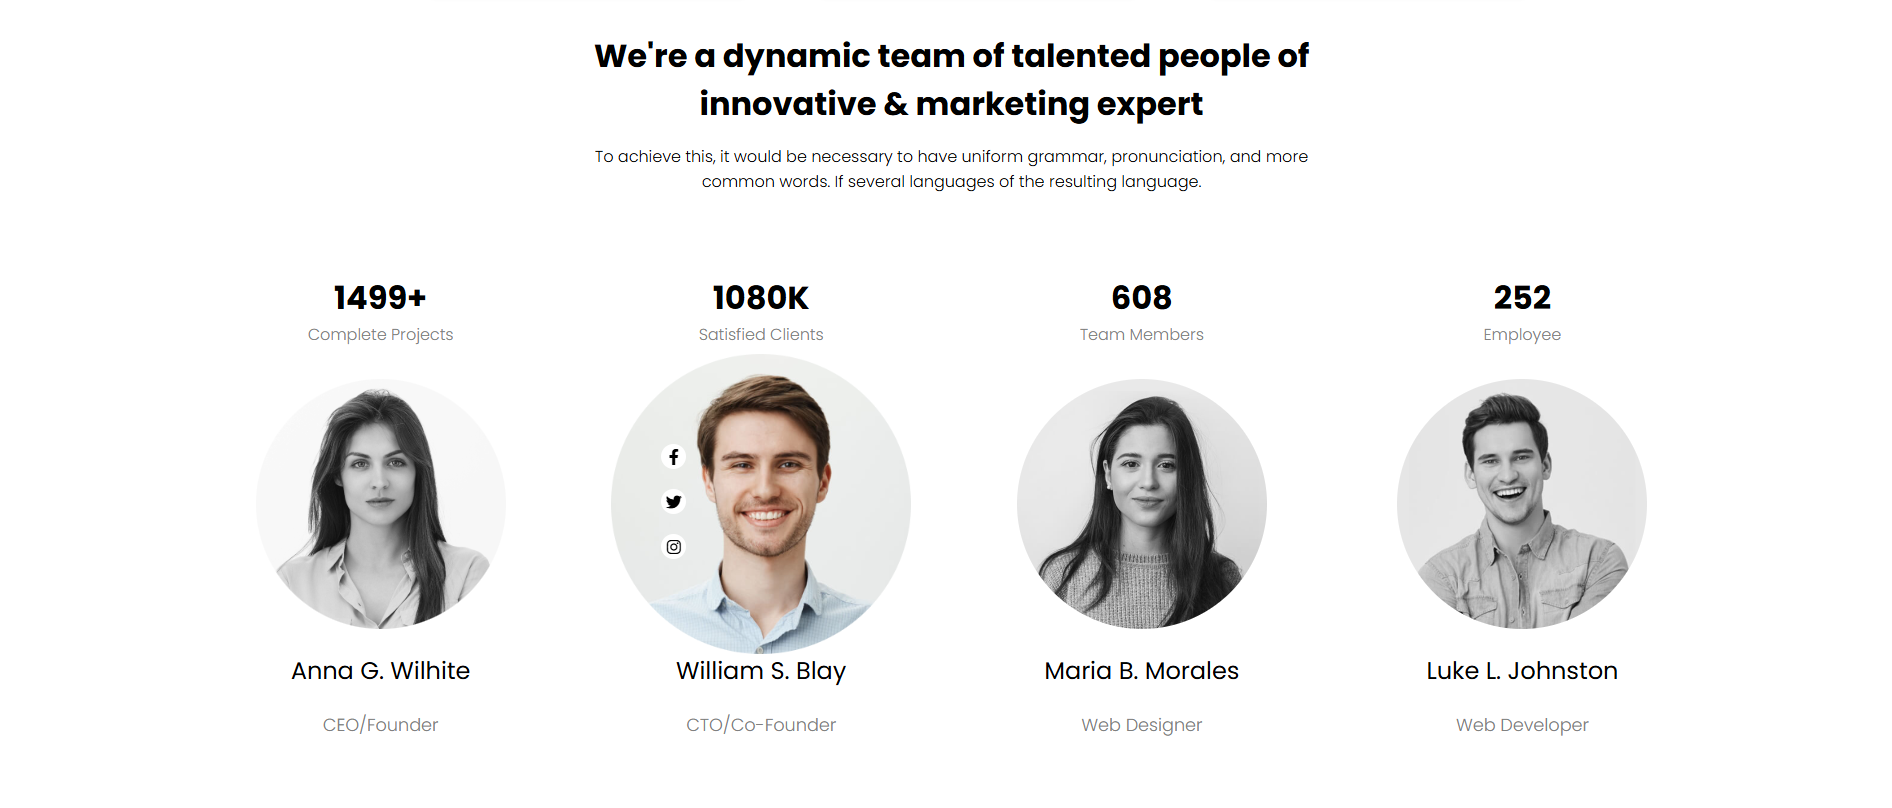 We're a dynamic team of talented people of
innovative & marketing expert
To achieve this, it would be necessary to have uniform grammar, pronunciation, and more
common words. If several languages of the resulting language.
1499+
Complete Projects
1080K
Satisfied Clients
608
Team Members
252
Employee
Anna G. Wilhite
CEO/Founder
William S. Blay
CTO/Co-Founder
Maria B. Morales
Web Designer
Luke L. Johnston
Web Developer